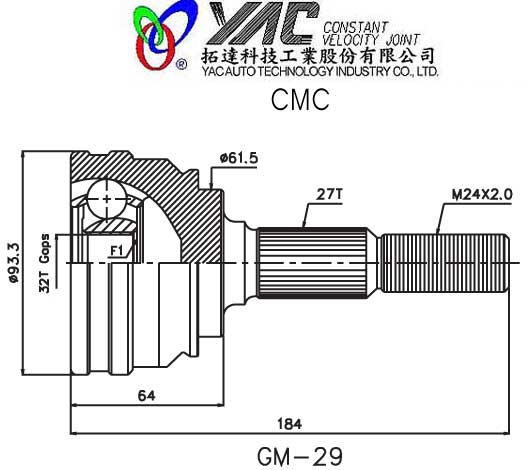 YAC CONSTANT
VELOCITY JOINT
拓達科技工業股份有限公司
® YAC AUTO TECHNOLOGY INDUSTRY CO., LTD.
CMC
ø61.5
27T
M24X2.0
ø93.3
32T Gaps
F1
64
184
GM-29